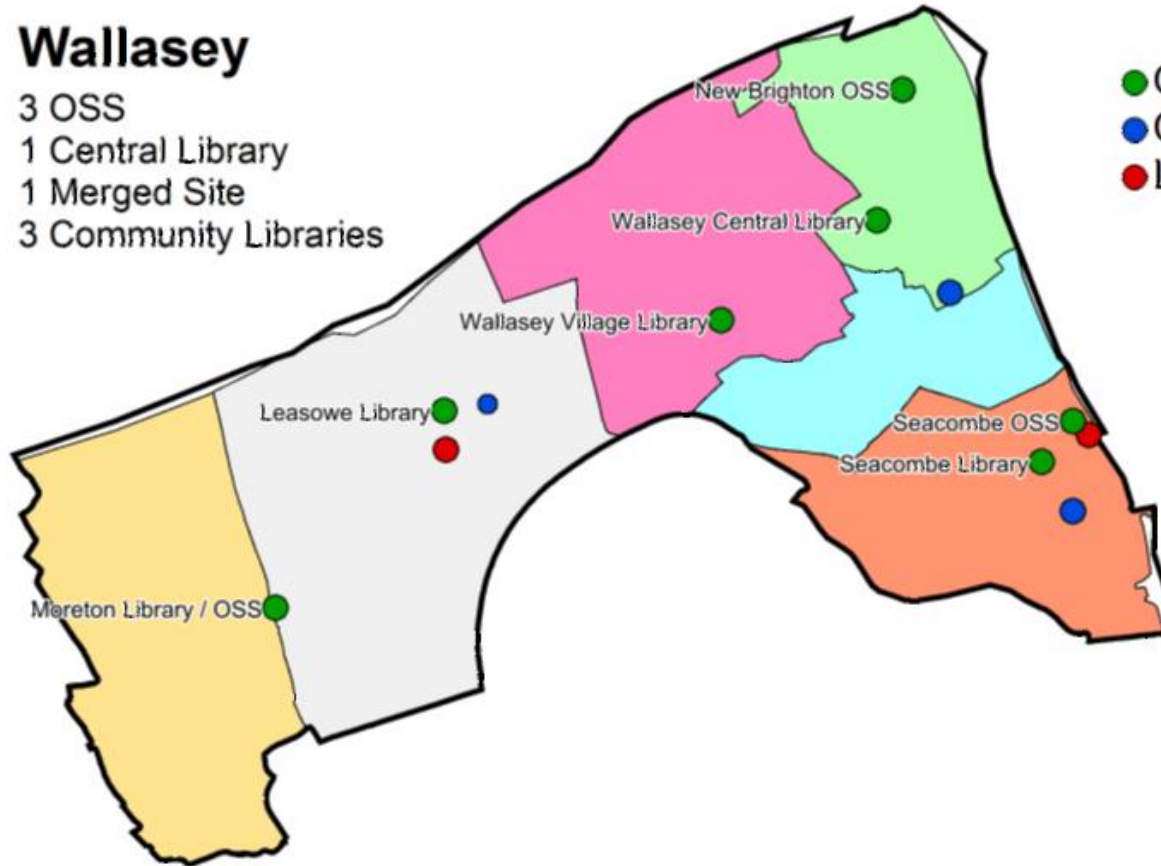 Wallasey
3 OSS
1 Central Library
1 Merged Site
3 Community Libraries
New Brighton OSS
Wallasey Central Library
Wallasey Village Library
Leasowe Library
Seacombe OSS
Seacombe Library
Moreton Library / OSS